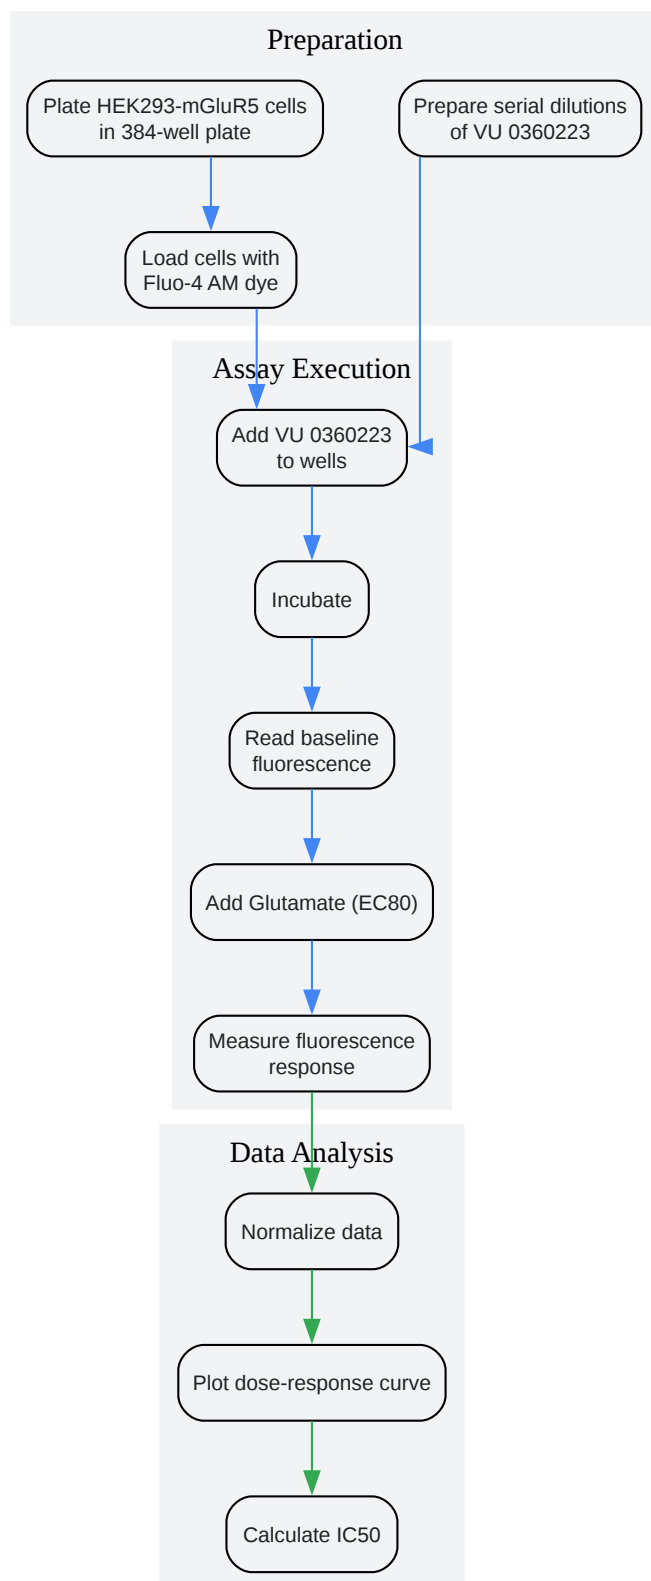 Preparation
Plate HEK293-mGluR5 cells
in 384-well plate
Prepare serial dilutions
of VU 0360223
Load cells with
Fluo-4 AM dye
Assay Execution
Add VU 0360223
to wells
Incubate
Read baseline
fluorescence
Add Glutamate (EC80)
Measure fluorescence
response
Data Analysis
Normalize data
Plot dose-response curve
Calculate IC50